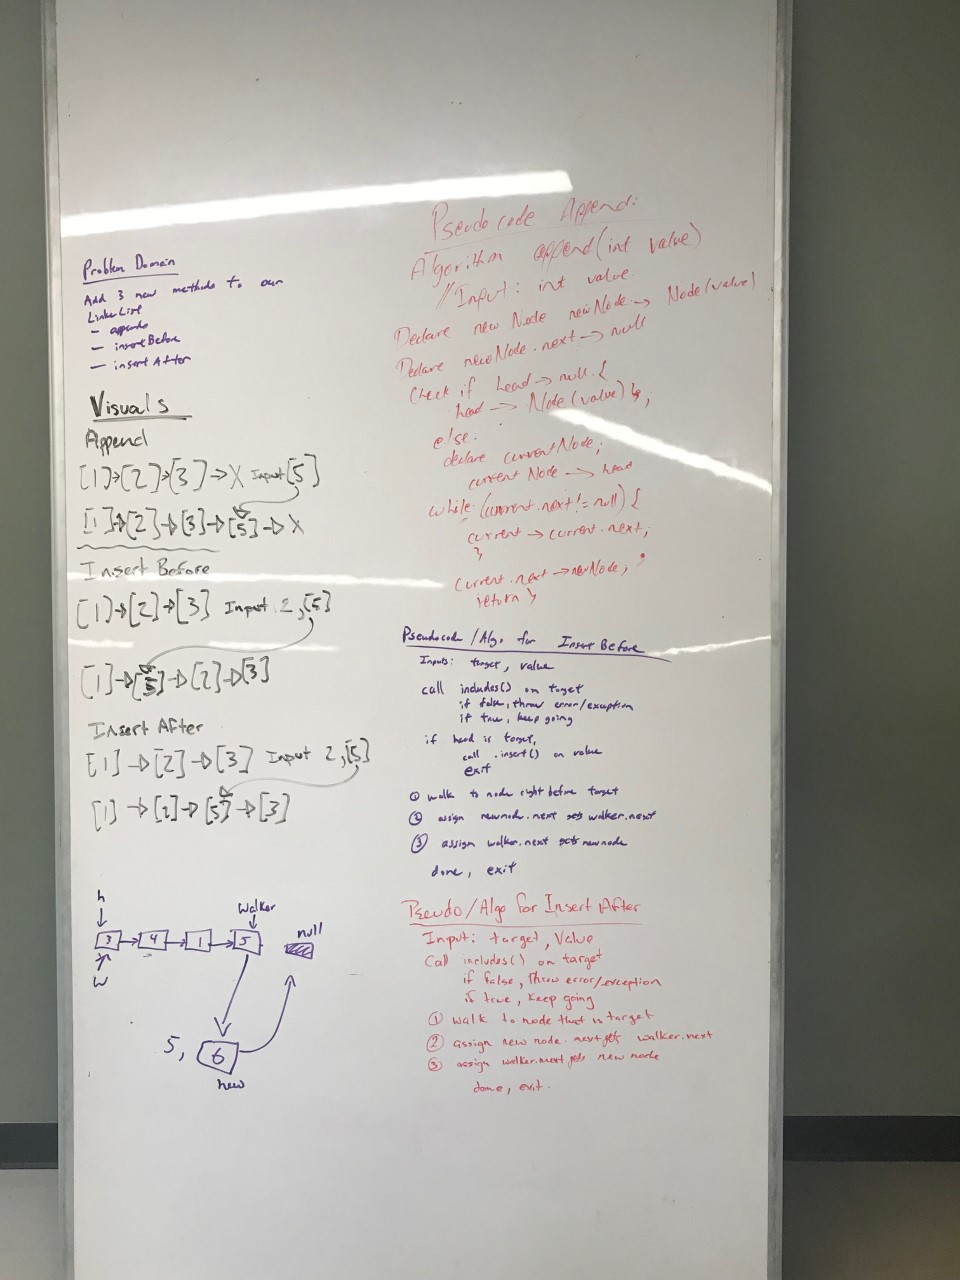 Problem Domain
Add 3 new methods to our
Linke List
- append
- insertBefore
- insertAfter
Visuals
Append
[1]→[2]→[3]→X Input [5]
[1]→[2]→[3]→[5]→X
Insert Before
[1]→[2]→[3] Input 2,[5]
[1]→[5]→[2]→[3]
Insert After
[1]→[2]→[3] Input 2,[5]
[1]→[2]→[5]→[3]
h
Walker
null
3 → 4 → 1 → 5
W
5, 6
new
Pseudocode Append:
Algorithm append(int value)
//Input: int value
Declare new Node newNode → Node(value)
Declare newNode.next → null
Check if head → null {
head → Node(value) };
else:
declare currentNode;
current Node → head
while (current.next != null) {
current → current.next;
}
current.next → newNode;
return }
Pseudocode/Algo for Insert Before
Inputs: target, value
call includes() on target
if false, throw error/exception
if true, keep going
if head is target,
call .insert() on value
exit
① walk to node right before target
② assign newnode.next gets walker.next
③ assign walker.next gets newnode
done, exit
Pseudo/Algo for Insert After
Input: target, Value
Call includes() on target
if false, throw error/exception
if true, keep going
① walk to node that is target
② assign new node.next gets walker.next
③ assign walker.next gets new node
done, exit.